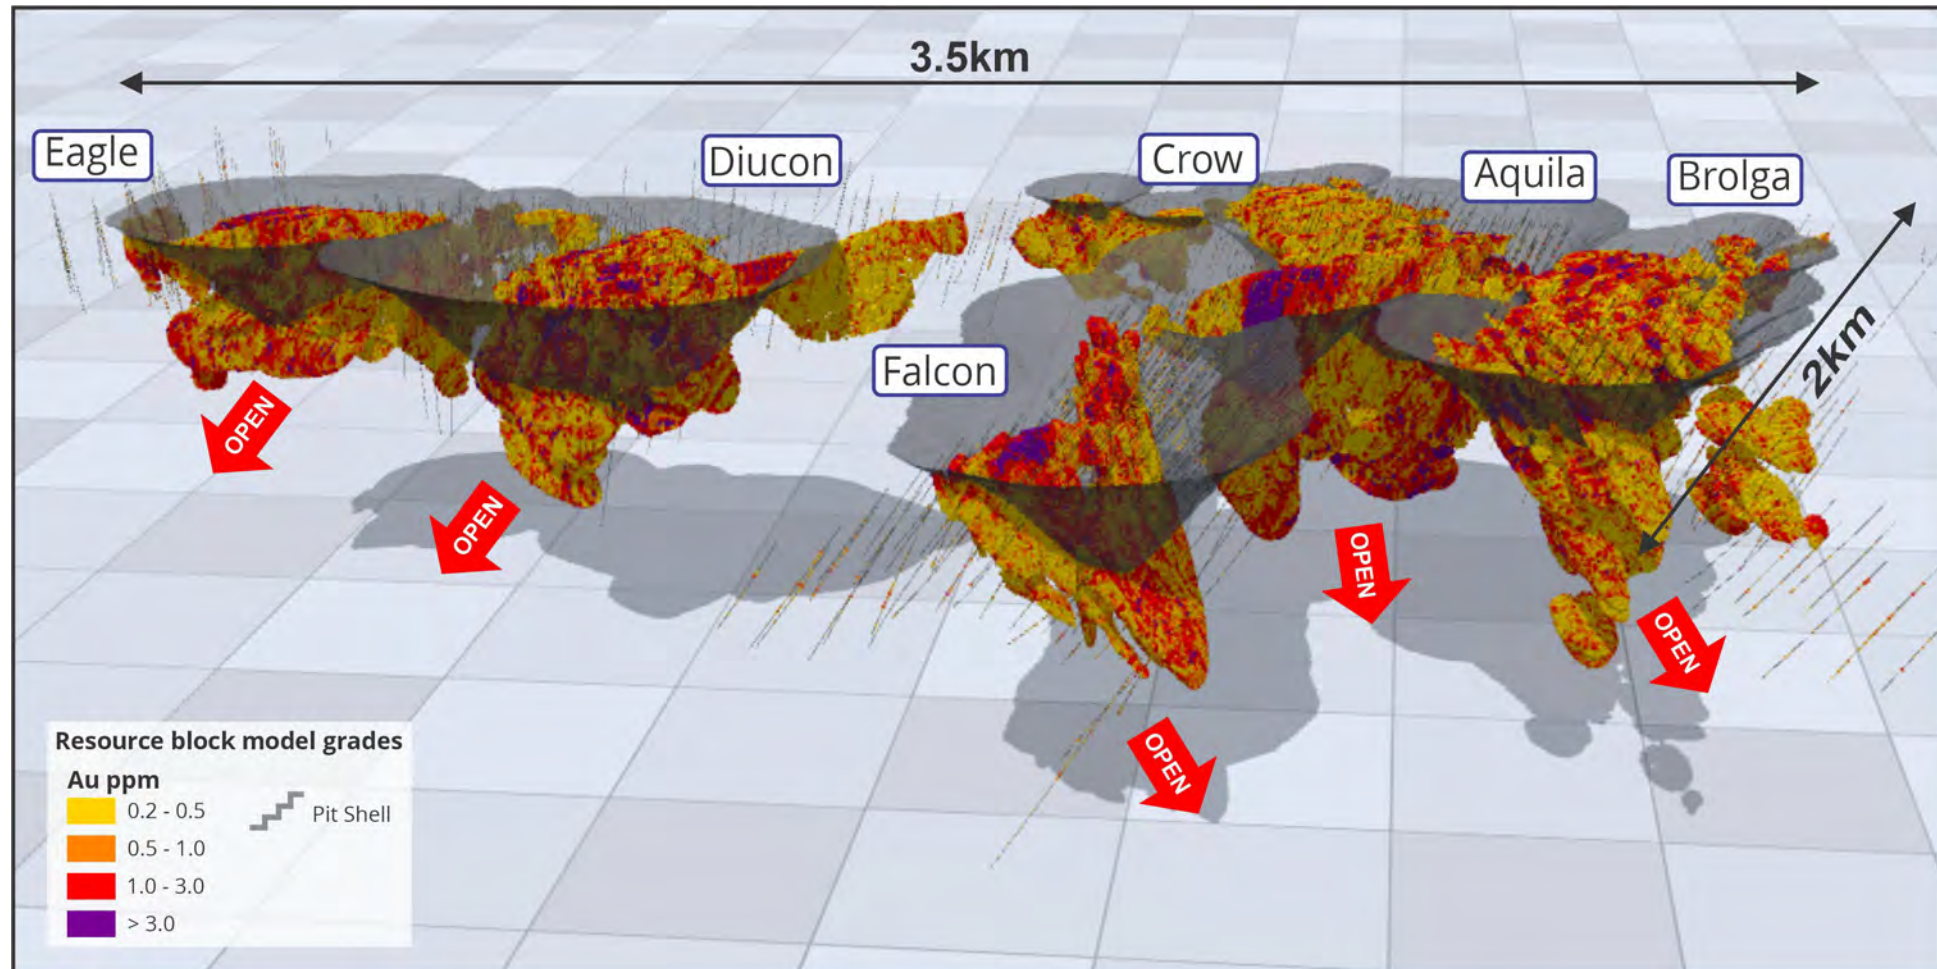 3.5km
Eagle
Diucon
Crow
Aquila
Brolga
2km
Falcon
OPEN
OPEN
OPEN
OPEN
OPEN
Resource block model grades
Au ppm
0.2 - 0.5
0.5 - 1.0
1.0 - 3.0
> 3.0
Pit Shell